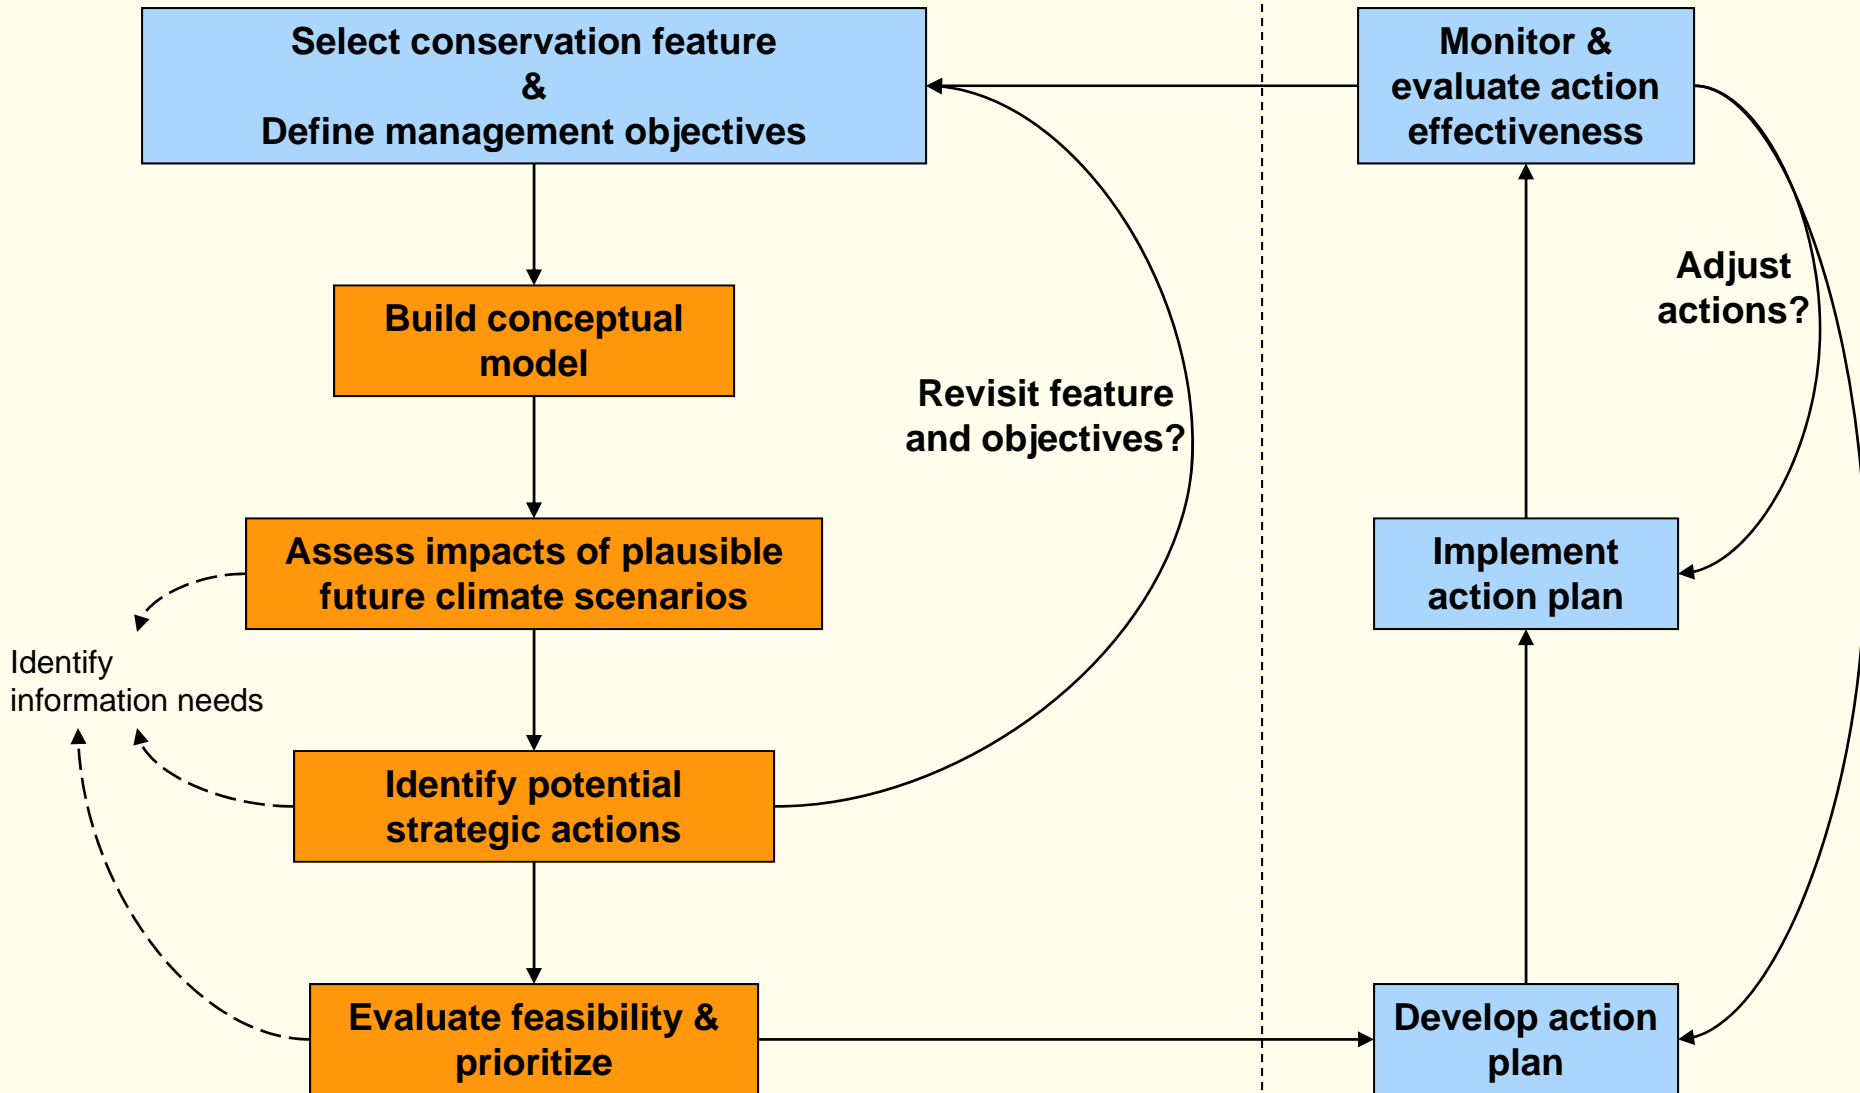 Select conservation feature
&
Define management objectives
Build conceptual
model
Assess impacts of plausible
future climate scenarios
Identify
information needs
Identify potential
strategic actions
Evaluate feasibility &
prioritize
Revisit feature
and objectives?
Monitor &
evaluate action
effectiveness
Adjust
actions?
Implement
action plan
Develop action
plan